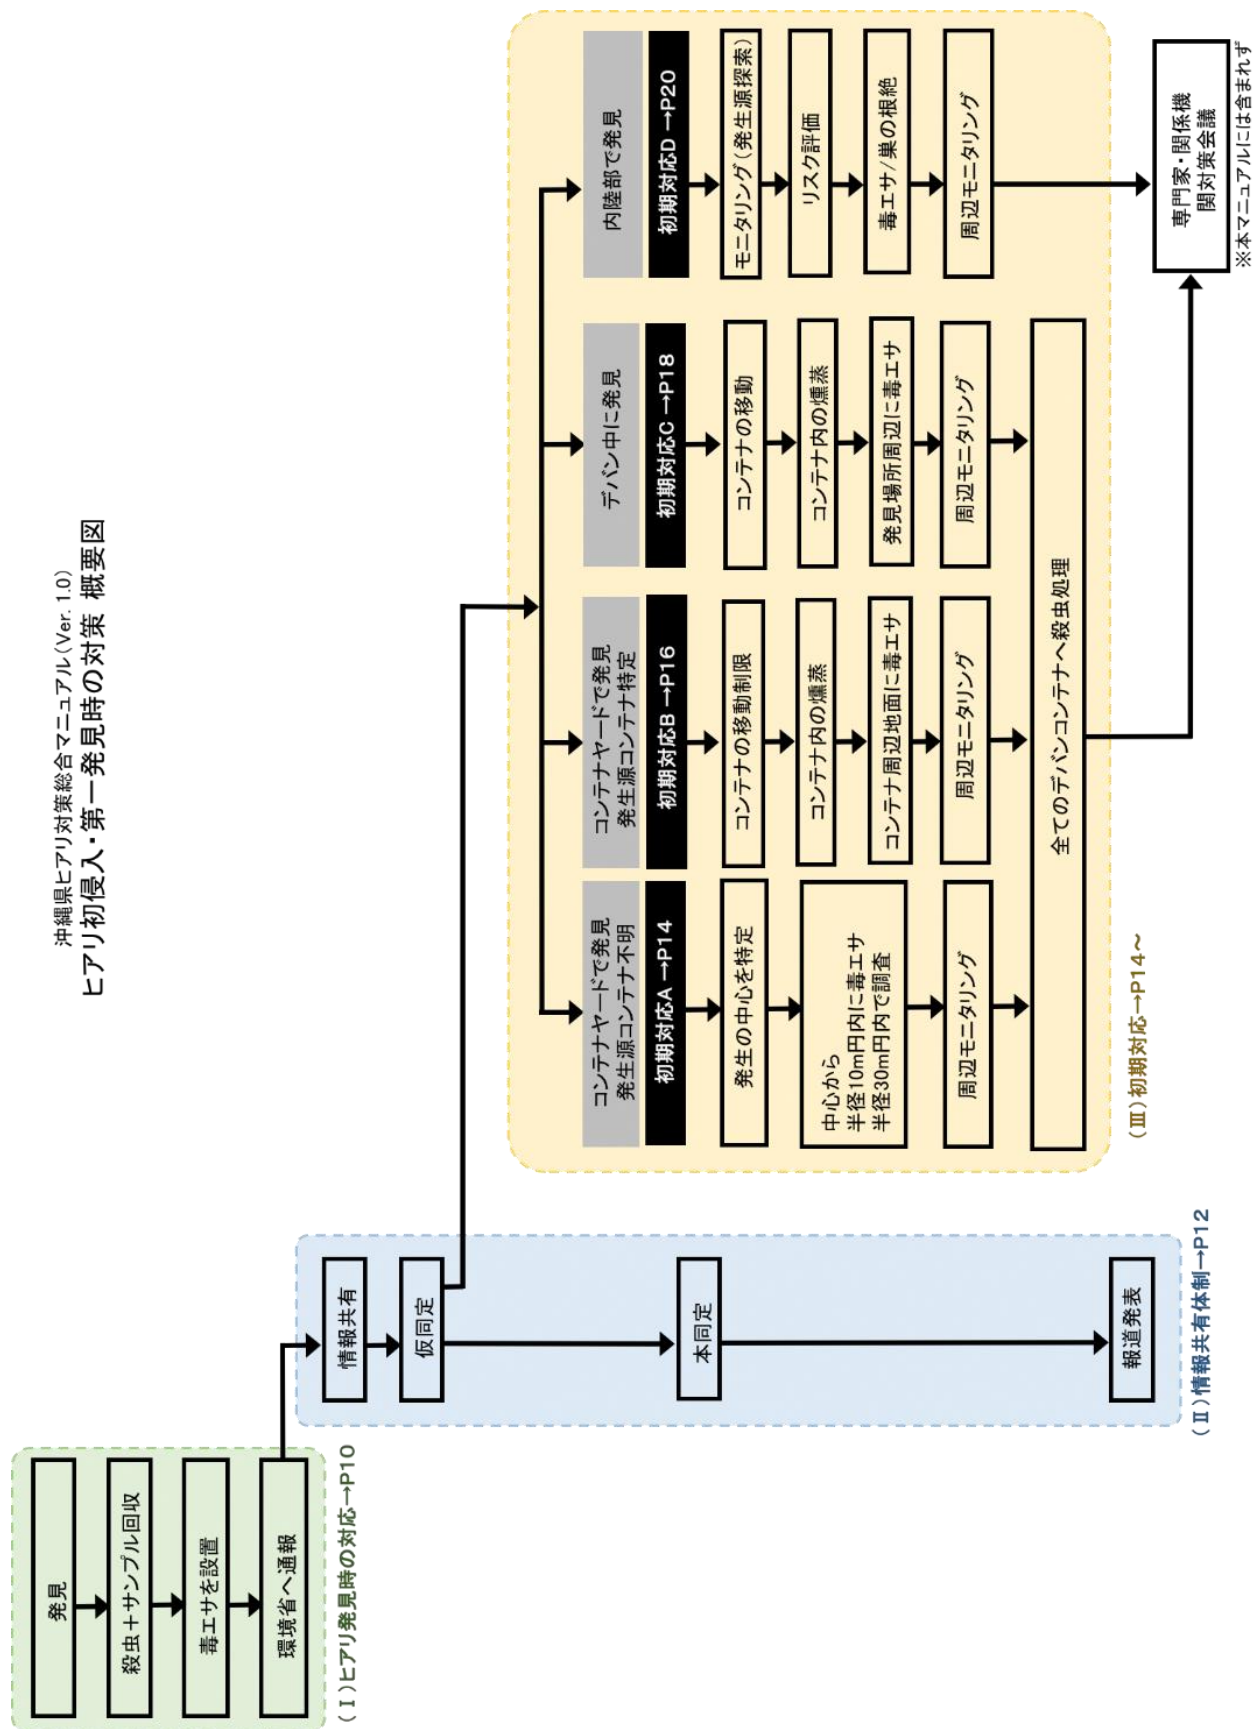 沖縄県ヒアリ対策総合マニュアル(Ver. 1.0)
ヒアリ初侵入・第一発見時の対策 概要図
発見
殺虫＋サンプル回収
毒エサを設置
環境省へ通報
(Ⅰ)ヒアリ発見時の対応→P10
情報共有
仮同定
本同定
報道発表
(Ⅱ)情報共有体制→P12
コンテナヤードで発見
発生源コンテナ不明
初期対応A →P14
発生の中心を特定
中心から
半径10m円内に毒エサ
半径30m円内で調査
周辺モニタリング
コンテナヤードで発見
発生源コンテナ特定
初期対応B →P16
コンテナの移動制限
コンテナ内の燻蒸
コンテナ周辺地面に毒エサ
周辺モニタリング
デバン中に発見
初期対応C →P18
コンテナの移動
コンテナ内の燻蒸
発見場所周辺に毒エサ
周辺モニタリング
全てのデバンコンテナへ殺虫処理
内陸部で発見
初期対応D →P20
モニタリング(発生源探索)
リスク評価
毒エサ/巣の根絶
周辺モニタリング
(Ⅲ)初期対応→P14～
専門家・関係機
関対策会議
※本マニュアルには含まれず